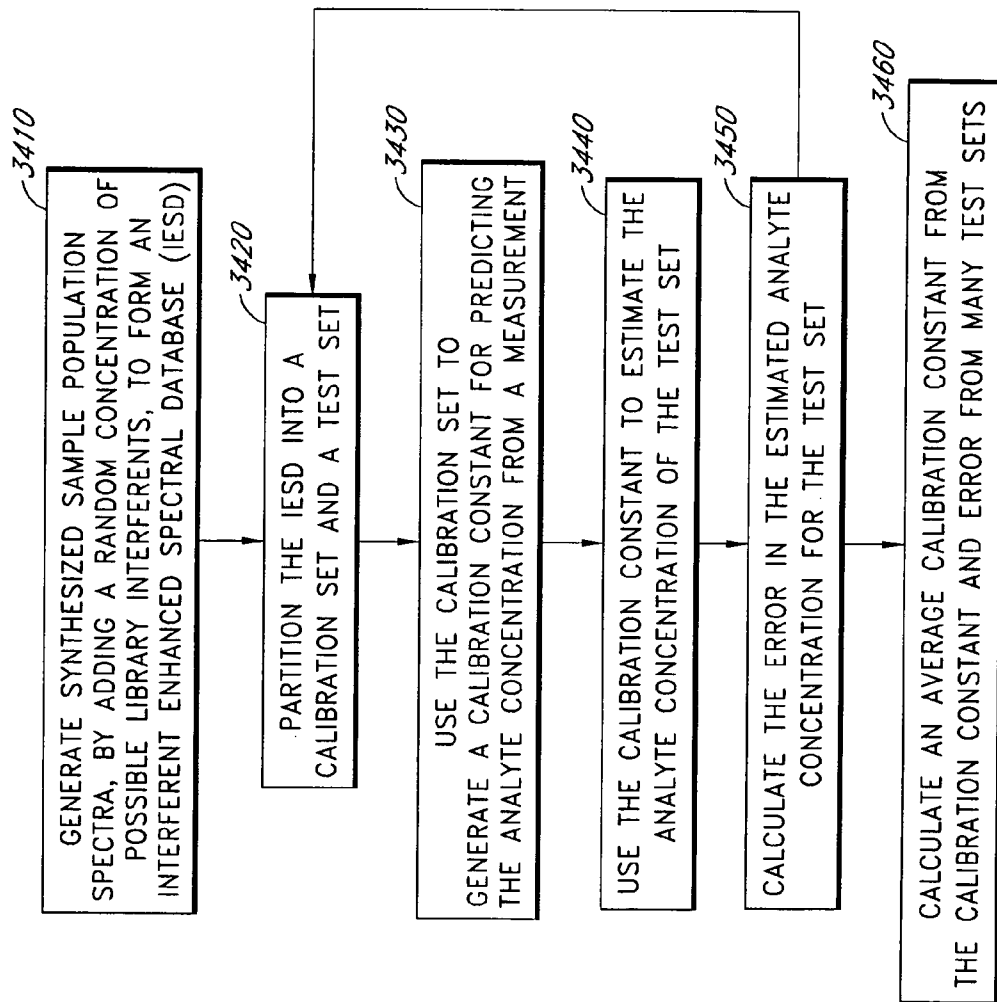 3410
GENERATE SYNTHESIZED SAMPLE POPULATION
SPECTRA, BY ADDING A RANDOM CONCENTRATION OF
POSSIBLE LIBRARY INTERFERENTS, TO FORM AN
INTERFERENT ENHANCED SPECTRAL DATABASE (IESD)
3420
PARTITION THE IESD INTO A
CALIBRATION SET AND A TEST SET
3430
USE THE CALIBRATION SET TO
GENERATE A CALIBRATION CONSTANT FOR PREDICTING
THE ANALYTE CONCENTRATION FROM A MEASUREMENT
3440
USE THE CALIBRATION CONSTANT TO ESTIMATE THE
ANALYTE CONCENTRATION OF THE TEST SET
3450
CALCULATE THE ERROR IN THE ESTIMATED ANALYTE
CONCENTRATION FOR THE TEST SET
3460
CALCULATE AN AVERAGE CALIBRATION CONSTANT FROM
THE CALIBRATION CONSTANT AND ERROR FROM MANY TEST SETS